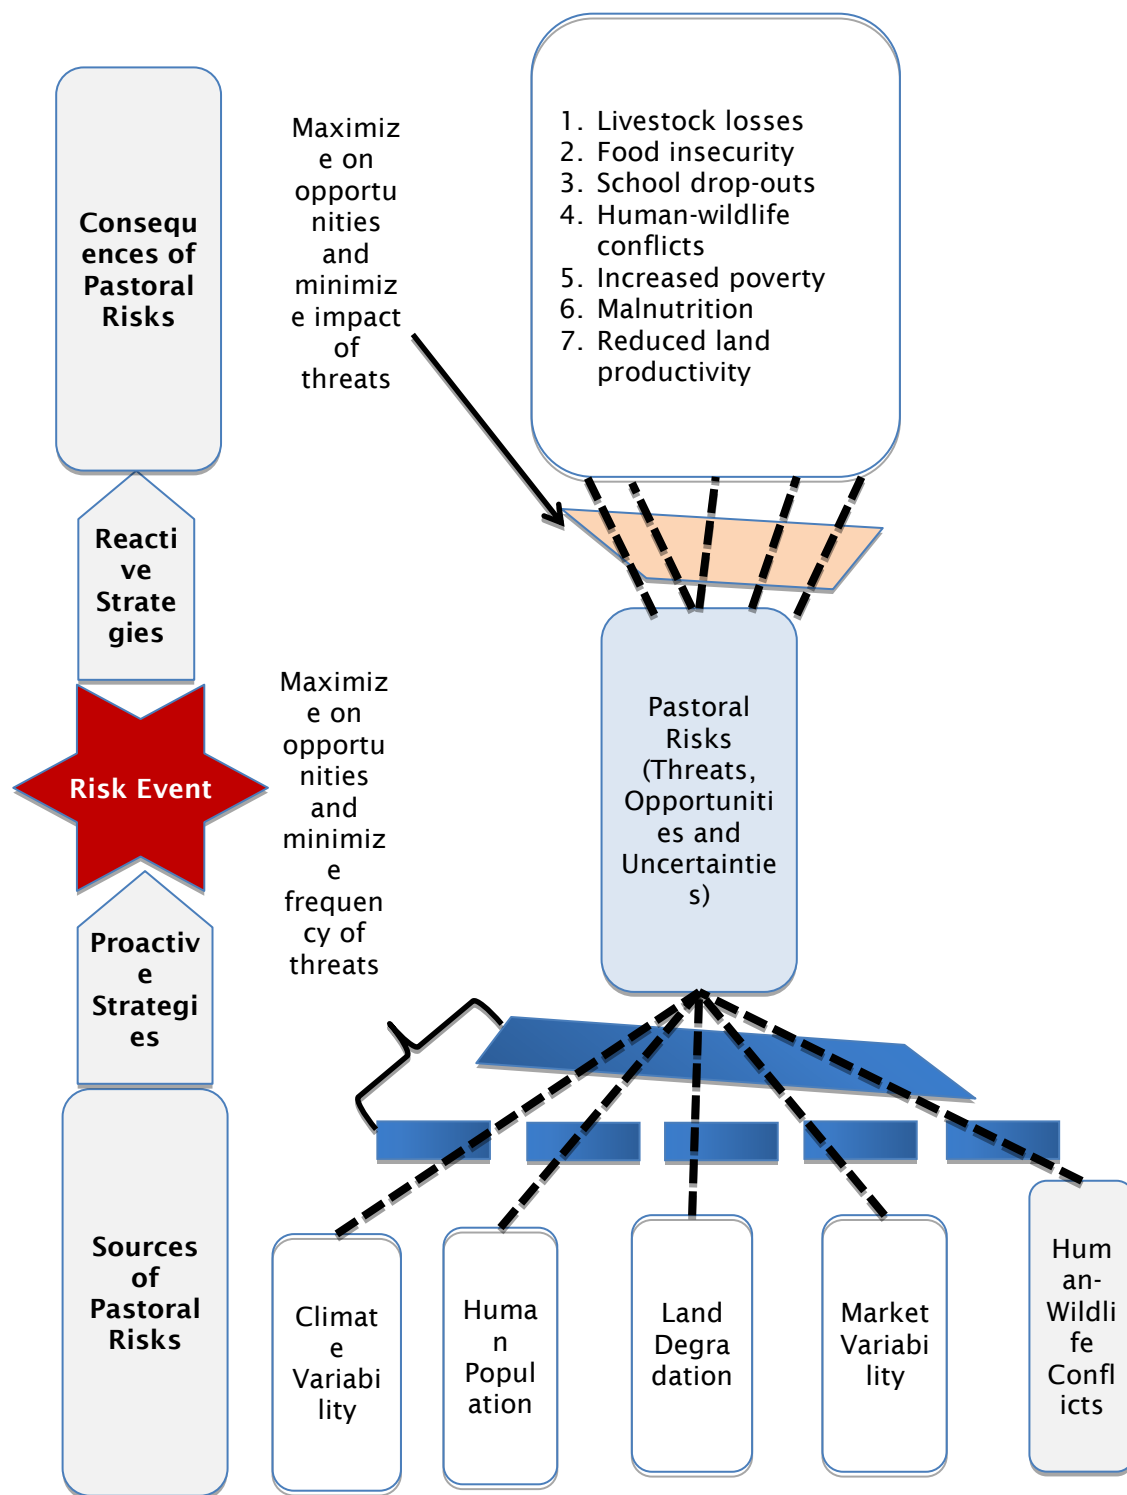 Consequ
ences of
Pastoral
Risks
Maximiz
e on
opportu
nities
and
minimiz
e impact
of
threats
1. Livestock losses
2. Food insecurity
3. School drop-outs
4. Human-wildlife
conflicts
5. Increased poverty
6. Malnutrition
7. Reduced land
productivity
Reacti
ve
Strate
gies
Risk Event
Maximiz
e on
opportu
nities
and
minimiz
e
frequen
cy of
threats
Pastoral
Risks
(Threats,
Opportuniti
es and
Uncertaintie
s)
Proactiv
e
Strategi
es
Sources
of
Pastoral
Risks
Climat
e
Variabi
lity
Huma
n
Popul
ation
Land
Degra
dation
Market
Variabi
lity
Hum
an-
Wildli
fe
Confl
icts